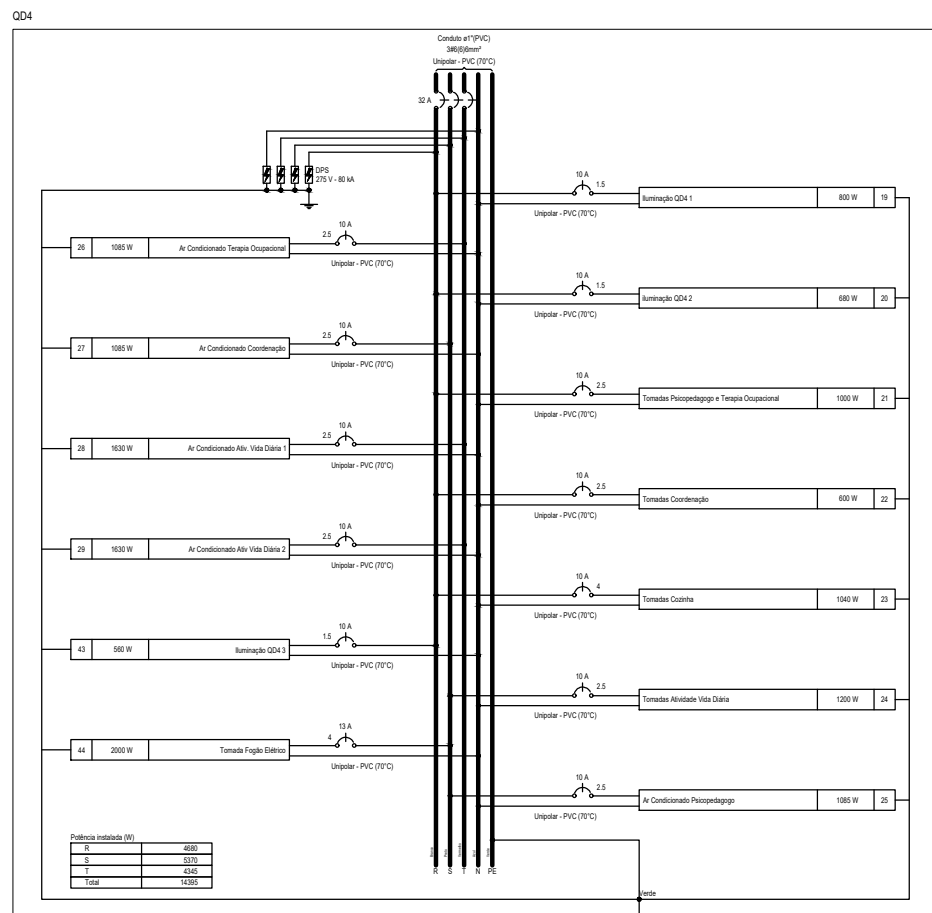 QD4
Conduto ø1"(PVC)
3#6(6)6mm²
Unipolar - PVC (70°C)
32 A
DPS
275 V - 80 kA
10 A
1.5
Iluminação QD4 1
800 W
19
Unipolar - PVC (70°C)
10 A
2.5
26
1085 W
Ar Condicionado Terapia Ocupacional
Unipolar - PVC (70°C)
10 A
1.5
iluminação QD4 2
680 W
20
Unipolar - PVC (70°C)
10 A
2.5
27
1085 W
Ar Condicionado Coordenação
Unipolar - PVC (70°C)
10 A
2.5
Tomadas Psicopedagogo e Terapia Ocupacional
1000 W
21
Unipolar - PVC (70°C)
10 A
2.5
28
1630 W
Ar Condicionado Ativ. Vida Diária 1
Unipolar - PVC (70°C)
10 A
2.5
Tomadas Coordenação
600 W
22
Unipolar - PVC (70°C)
10 A
2.5
29
1630 W
Ar Condicionado Ativ Vida Diária 2
Unipolar - PVC (70°C)
10 A
4
Tomadas Cozinha
1040 W
23
Unipolar - PVC (70°C)
10 A
1.5
43
560 W
Iluminação QD4 3
Unipolar - PVC (70°C)
10 A
2.5
Tomadas Atividade Vida Diária
1200 W
24
Unipolar - PVC (70°C)
13 A
4
44
2000 W
Tomada Fogão Elétrico
Unipolar - PVC (70°C)
10 A
2.5
Ar Condicionado Psicopedagogo
1085 W
25
Unipolar - PVC (70°C)
Potência instalada (W)
R 4680
S 5370
T 4345
Total 14395
R S T N PE
Verde